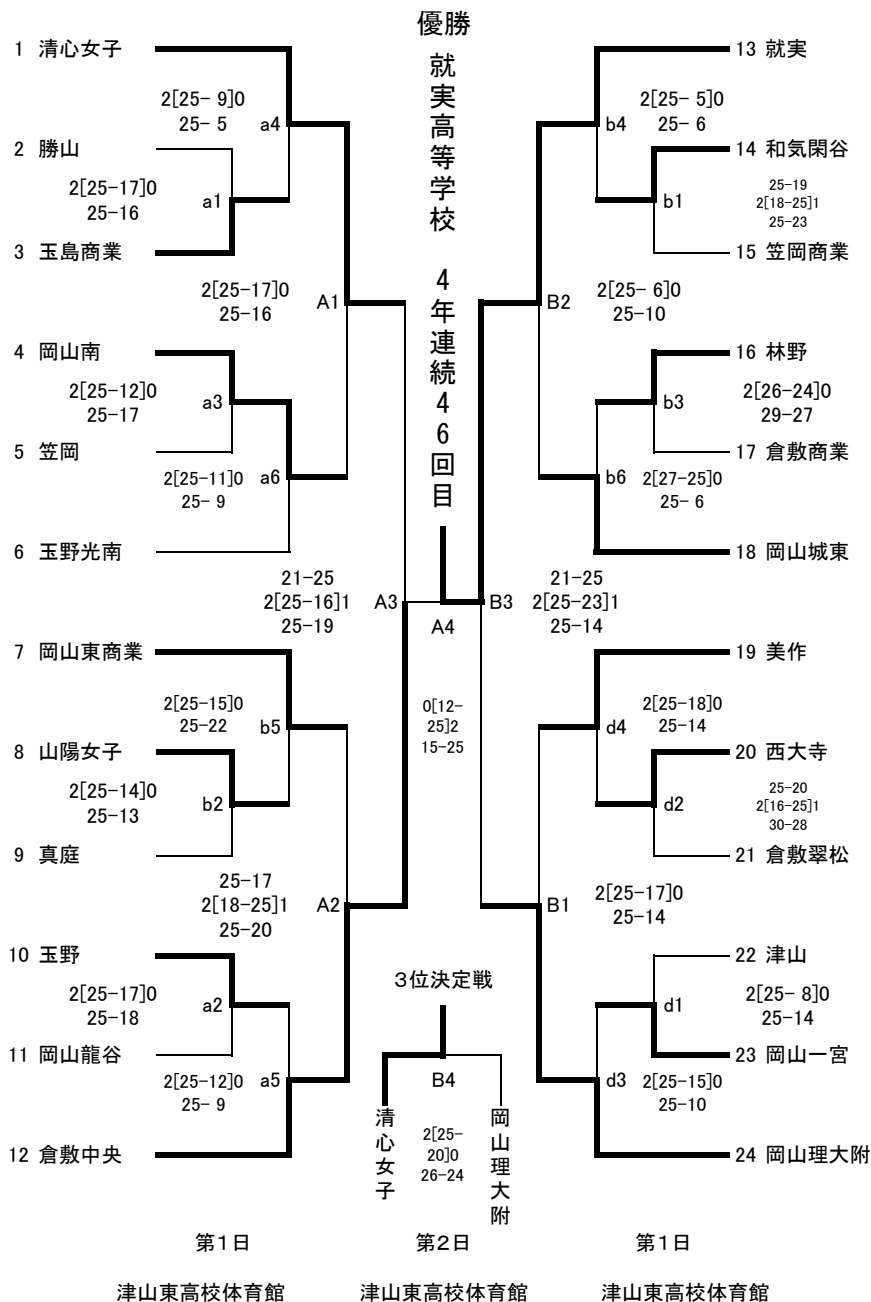 優勝
就実高等学校 4年連続46回目
1 清心女子
2[25- 9]0
25- 5
a4
2 勝山
2[25-17]0
25-16
a1
3 玉島商業
2[25-17]0
25-16
A1
4 岡山南
2[25-12]0
25-17
a3
5 笠岡
2[25-11]0
25- 9
a6
6 玉野光南
21-25
2[25-16]1
25-19
A3
7 岡山東商業
2[25-15]0
25-22
b5
8 山陽女子
2[25-14]0
25-13
b2
9 真庭
25-17
2[18-25]1
25-20
A2
10 玉野
2[25-17]0
25-18
a2
11 岡山龍谷
2[25-12]0
25- 9
a5
12 倉敷中央
A4
0[12-
25]2
15-25
3位決定戦
B4
清心女子
2[25-
20]0
26-24
岡山理大附
13 就実
b4
2[25- 5]0
25- 6
14 和気閑谷
b1
25-19
2[18-25]1
25-23
15 笠岡商業
B2
2[25- 6]0
25-10
16 林野
b3
2[26-24]0
29-27
17 倉敷商業
b6
2[27-25]0
25- 6
18 岡山城東
B3
21-25
2[25-23]1
25-14
19 美作
d4
2[25-18]0
25-14
20 西大寺
d2
25-20
2[16-25]1
30-28
21 倉敷翠松
B1
2[25-17]0
25-14
22 津山
d1
2[25- 8]0
25-14
23 岡山一宮
d3
2[25-15]0
25-10
24 岡山理大附
第1日 第2日 第1日
津山東高校体育館 津山東高校体育館 津山東高校体育館